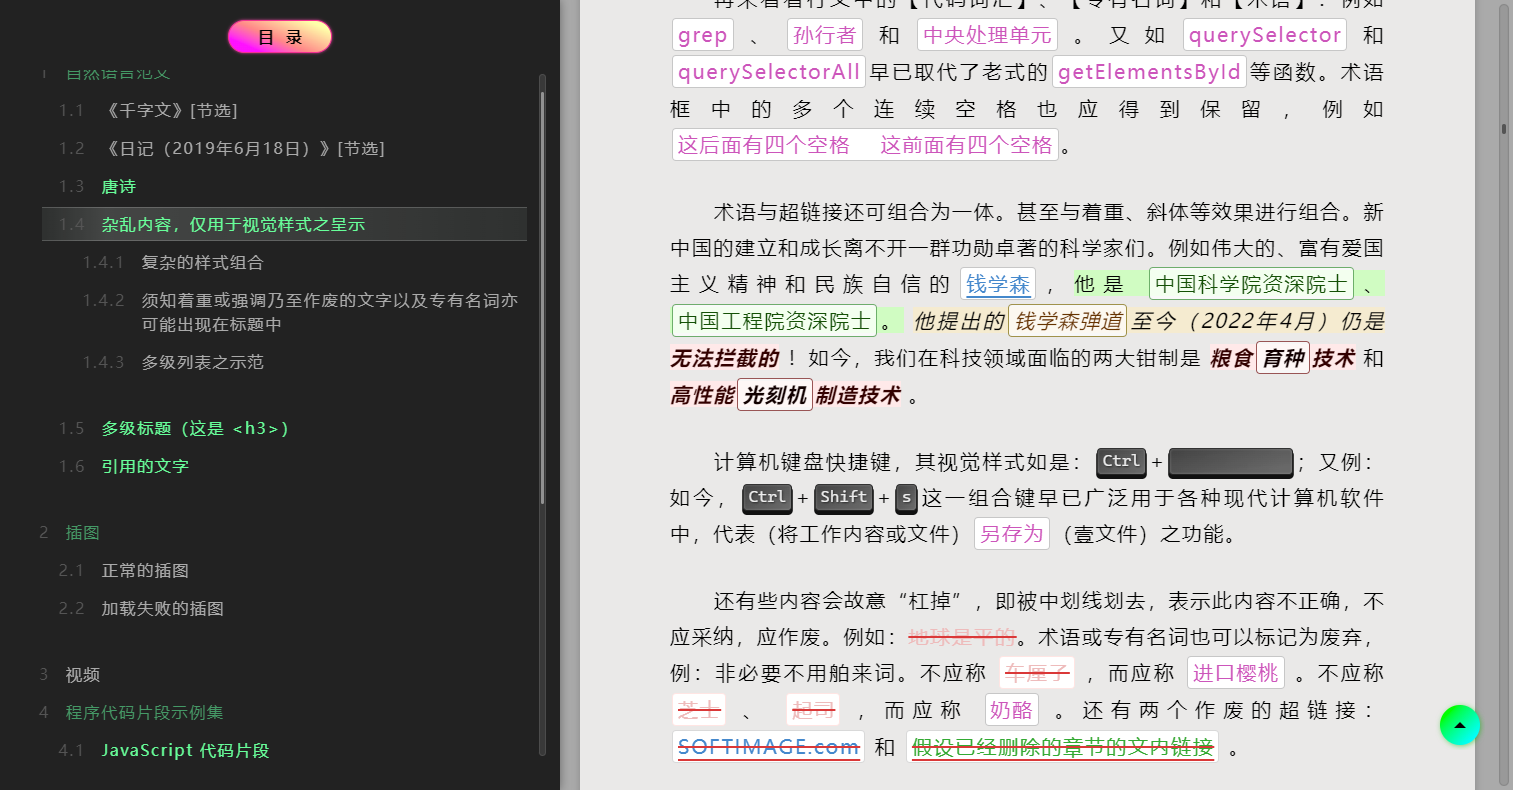 目 录
1 自然语言范文
1.1 《千字文》[节选]
1.2 《日记（2019年6月18日）》[节选]
1.3 唐诗
1.4 杂乱内容，仅用于视觉样式之呈示
1.4.1 复杂的样式组合
1.4.2 须知着重或强调乃至作废的文字以及专有名词亦
可能出现在标题中
1.4.3 多级列表之示范
1.5 多级标题（这是 <h3>）
1.6 引用的文字
2 插图
2.1 正常的插图
2.2 加载失败的插图
3 视频
4 程序代码片段示例集
4.1 JavaScript 代码片段
再来看看行文中的【代码词汇】、【专有名词】和【术语】：例如
grep 、 孙行者 和 中央处理单元 。又如 querySelector 和
querySelectorAll 早已取代了老式的 getElementsById 等函数。术语
框中的多个连续空格也应得到保留，例如
这后面有四个空格    这前面有四个空格 。
术语与超链接还可组合为一体。甚至与着重、斜体等效果进行组合。新
中国的建立和成长离不开一群功勋卓著的科学家们。例如伟大的、富有爱国
主义精神和民族自信的 钱学森 ，他是 中国科学院资深院士 、
中国工程院资深院士 。 他提出的 钱学森弹道 至今（2022年4月）仍是
无法拦截的 ！如今，我们在科技领域面临的两大钳制是 粮食 育种 技术 和
高性能 光刻机 制造技术 。
计算机键盘快捷键，其视觉样式如是： Ctrl + ；又例：
如今， Ctrl + Shift + s 这一组合键早已广泛用于各种现代计算机软件
中，代表（将工作内容或文件） 另存为 （壹文件）之功能。
还有些内容会故意“杠掉”，即被中划线划去，表示此内容不正确，不
应采纳，应作废。例如：地球是平的。术语或专有名词也可以标记为废弃，
例：非必要不用舶来词。不应称 车厘子 ，而应称 进口樱桃 。不应称
芝士 、 起司 ，而应称 奶酪 。还有两个作废的超链接：
SOFTIMAGE.com 和 假设已经删除的章节的文内链接 。